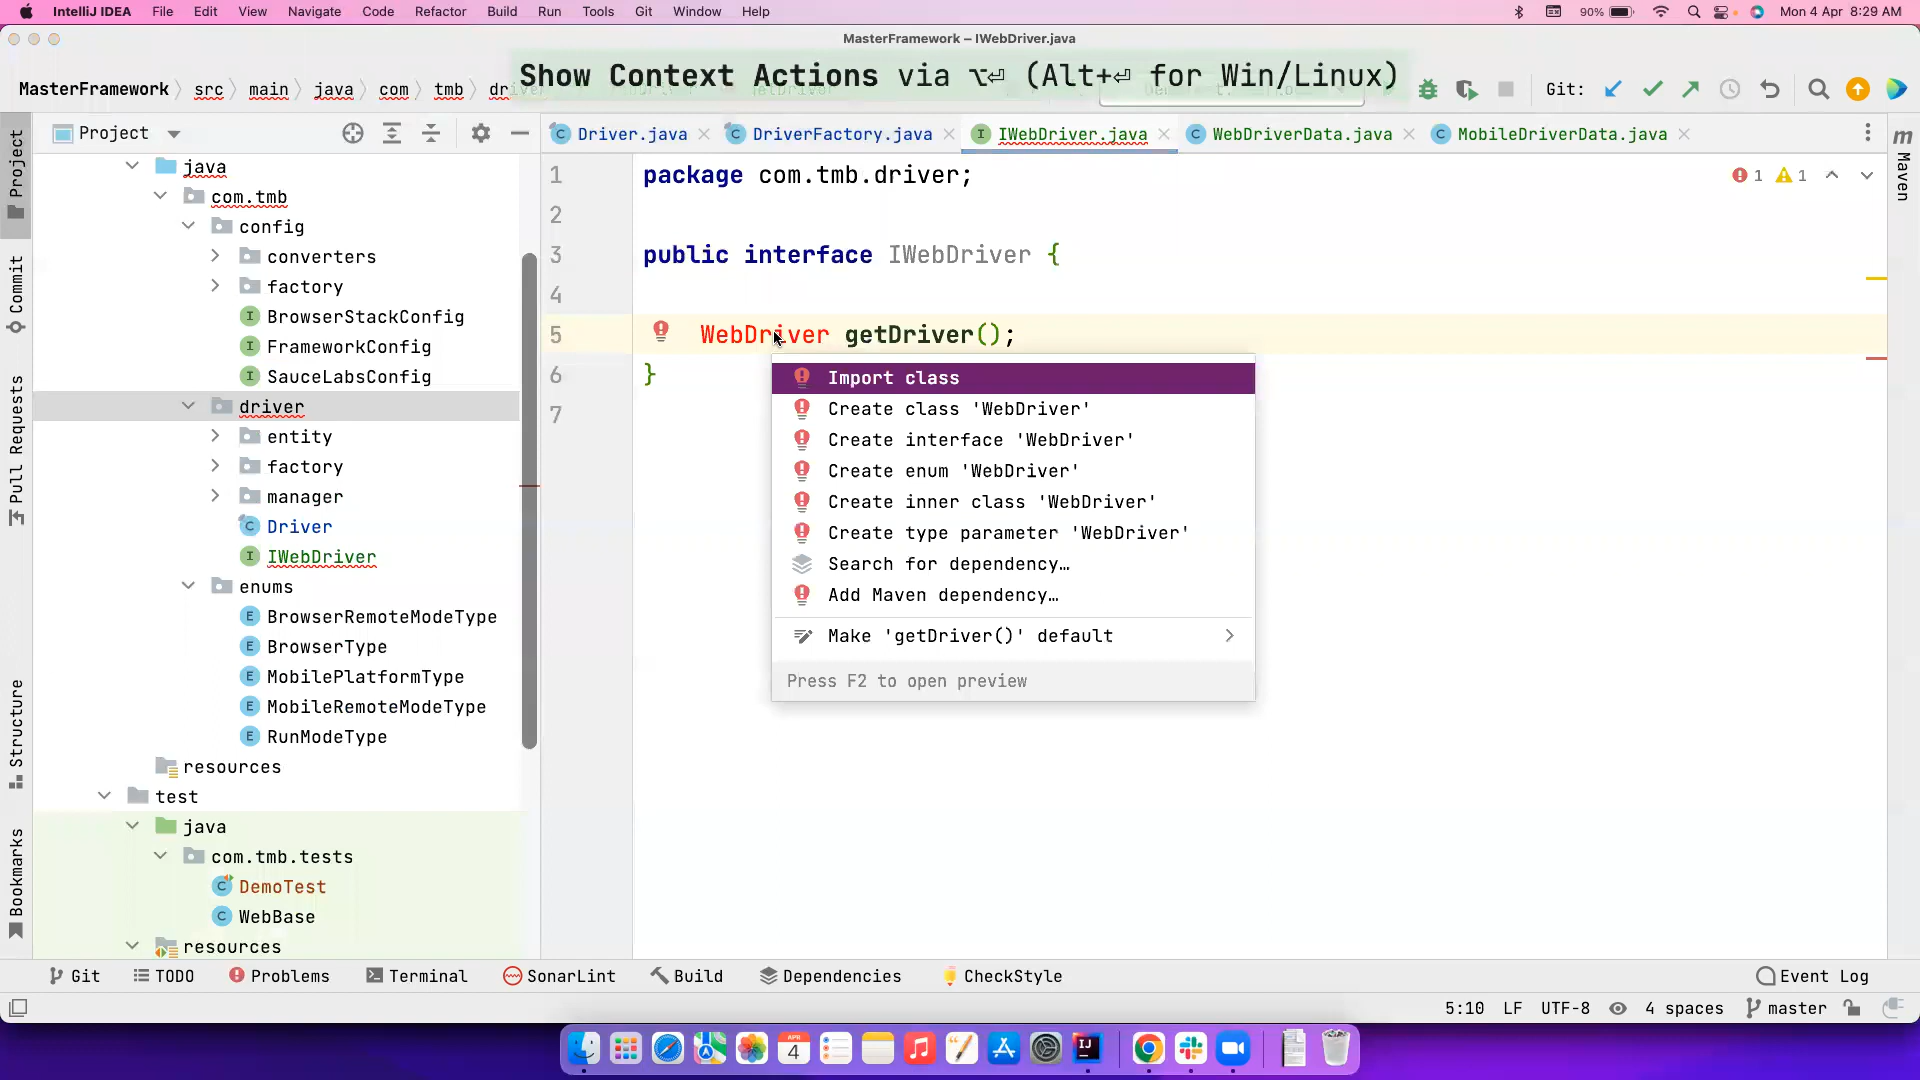 IntelliJ IDEA File Edit View Navigate Code Refactor Build Run Tools Git Window Help 90% Mon 4 Apr 8:29 AM
MasterFramework – IWebDriver.java
Show Context Actions via ⌥⏎ (Alt+⏎ for Win/Linux)
MasterFramework src main java com tmb Git:
Project
Driver.java DriverFactory.java IWebDriver.java WebDriverData.java MobileDriverData.java
Project
Commit
Pull Requests
Structure
Bookmarks
m Maven
java
com.tmb
config
converters
factory
BrowserStackConfig
FrameworkConfig
SauceLabsConfig
driver
entity
factory
manager
Driver
IWebDriver
enums
BrowserRemoteModeType
BrowserType
MobilePlatformType
MobileRemoteModeType
RunModeType
resources
test
java
com.tmb.tests
DemoTest
WebBase
resources
1 package com.tmb.driver; 1 1
2
3 public interface IWebDriver {
4
5 WebDriver getDriver();
6 }
7
Import class
Create class 'WebDriver'
Create interface 'WebDriver'
Create enum 'WebDriver'
Create inner class 'WebDriver'
Create type parameter 'WebDriver'
Search for dependency…
Add Maven dependency…
Make 'getDriver()' default
Press F2 to open preview
Git TODO Problems Terminal SonarLint Build Dependencies CheckStyle Event Log
5:10 LF UTF-8 4 spaces master
APR
4
IJ